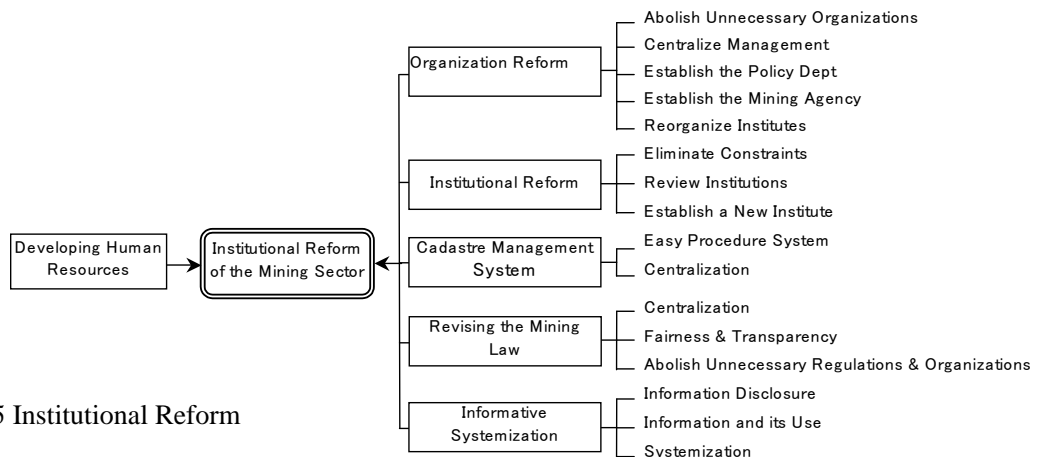 Developing Human
Resources
Institutional Reform
of the Mining Sector
Organization Reform
Abolish Unnecessary Organizations
Centralize Management
Establish the Policy Dept
Establish the Mining Agency
Reorganize Institutes
Institutional Reform
Eliminate Constraints
Review Institutions
Establish a New Institute
Cadastre Management
System
Easy Procedure System
Centralization
Revising the Mining
Law
Centralization
Fairness & Transparency
Abolish Unnecessary Regulations & Organizations
Informative
Systemization
Information Disclosure
Information and its Use
Systemization
5 Institutional Reform